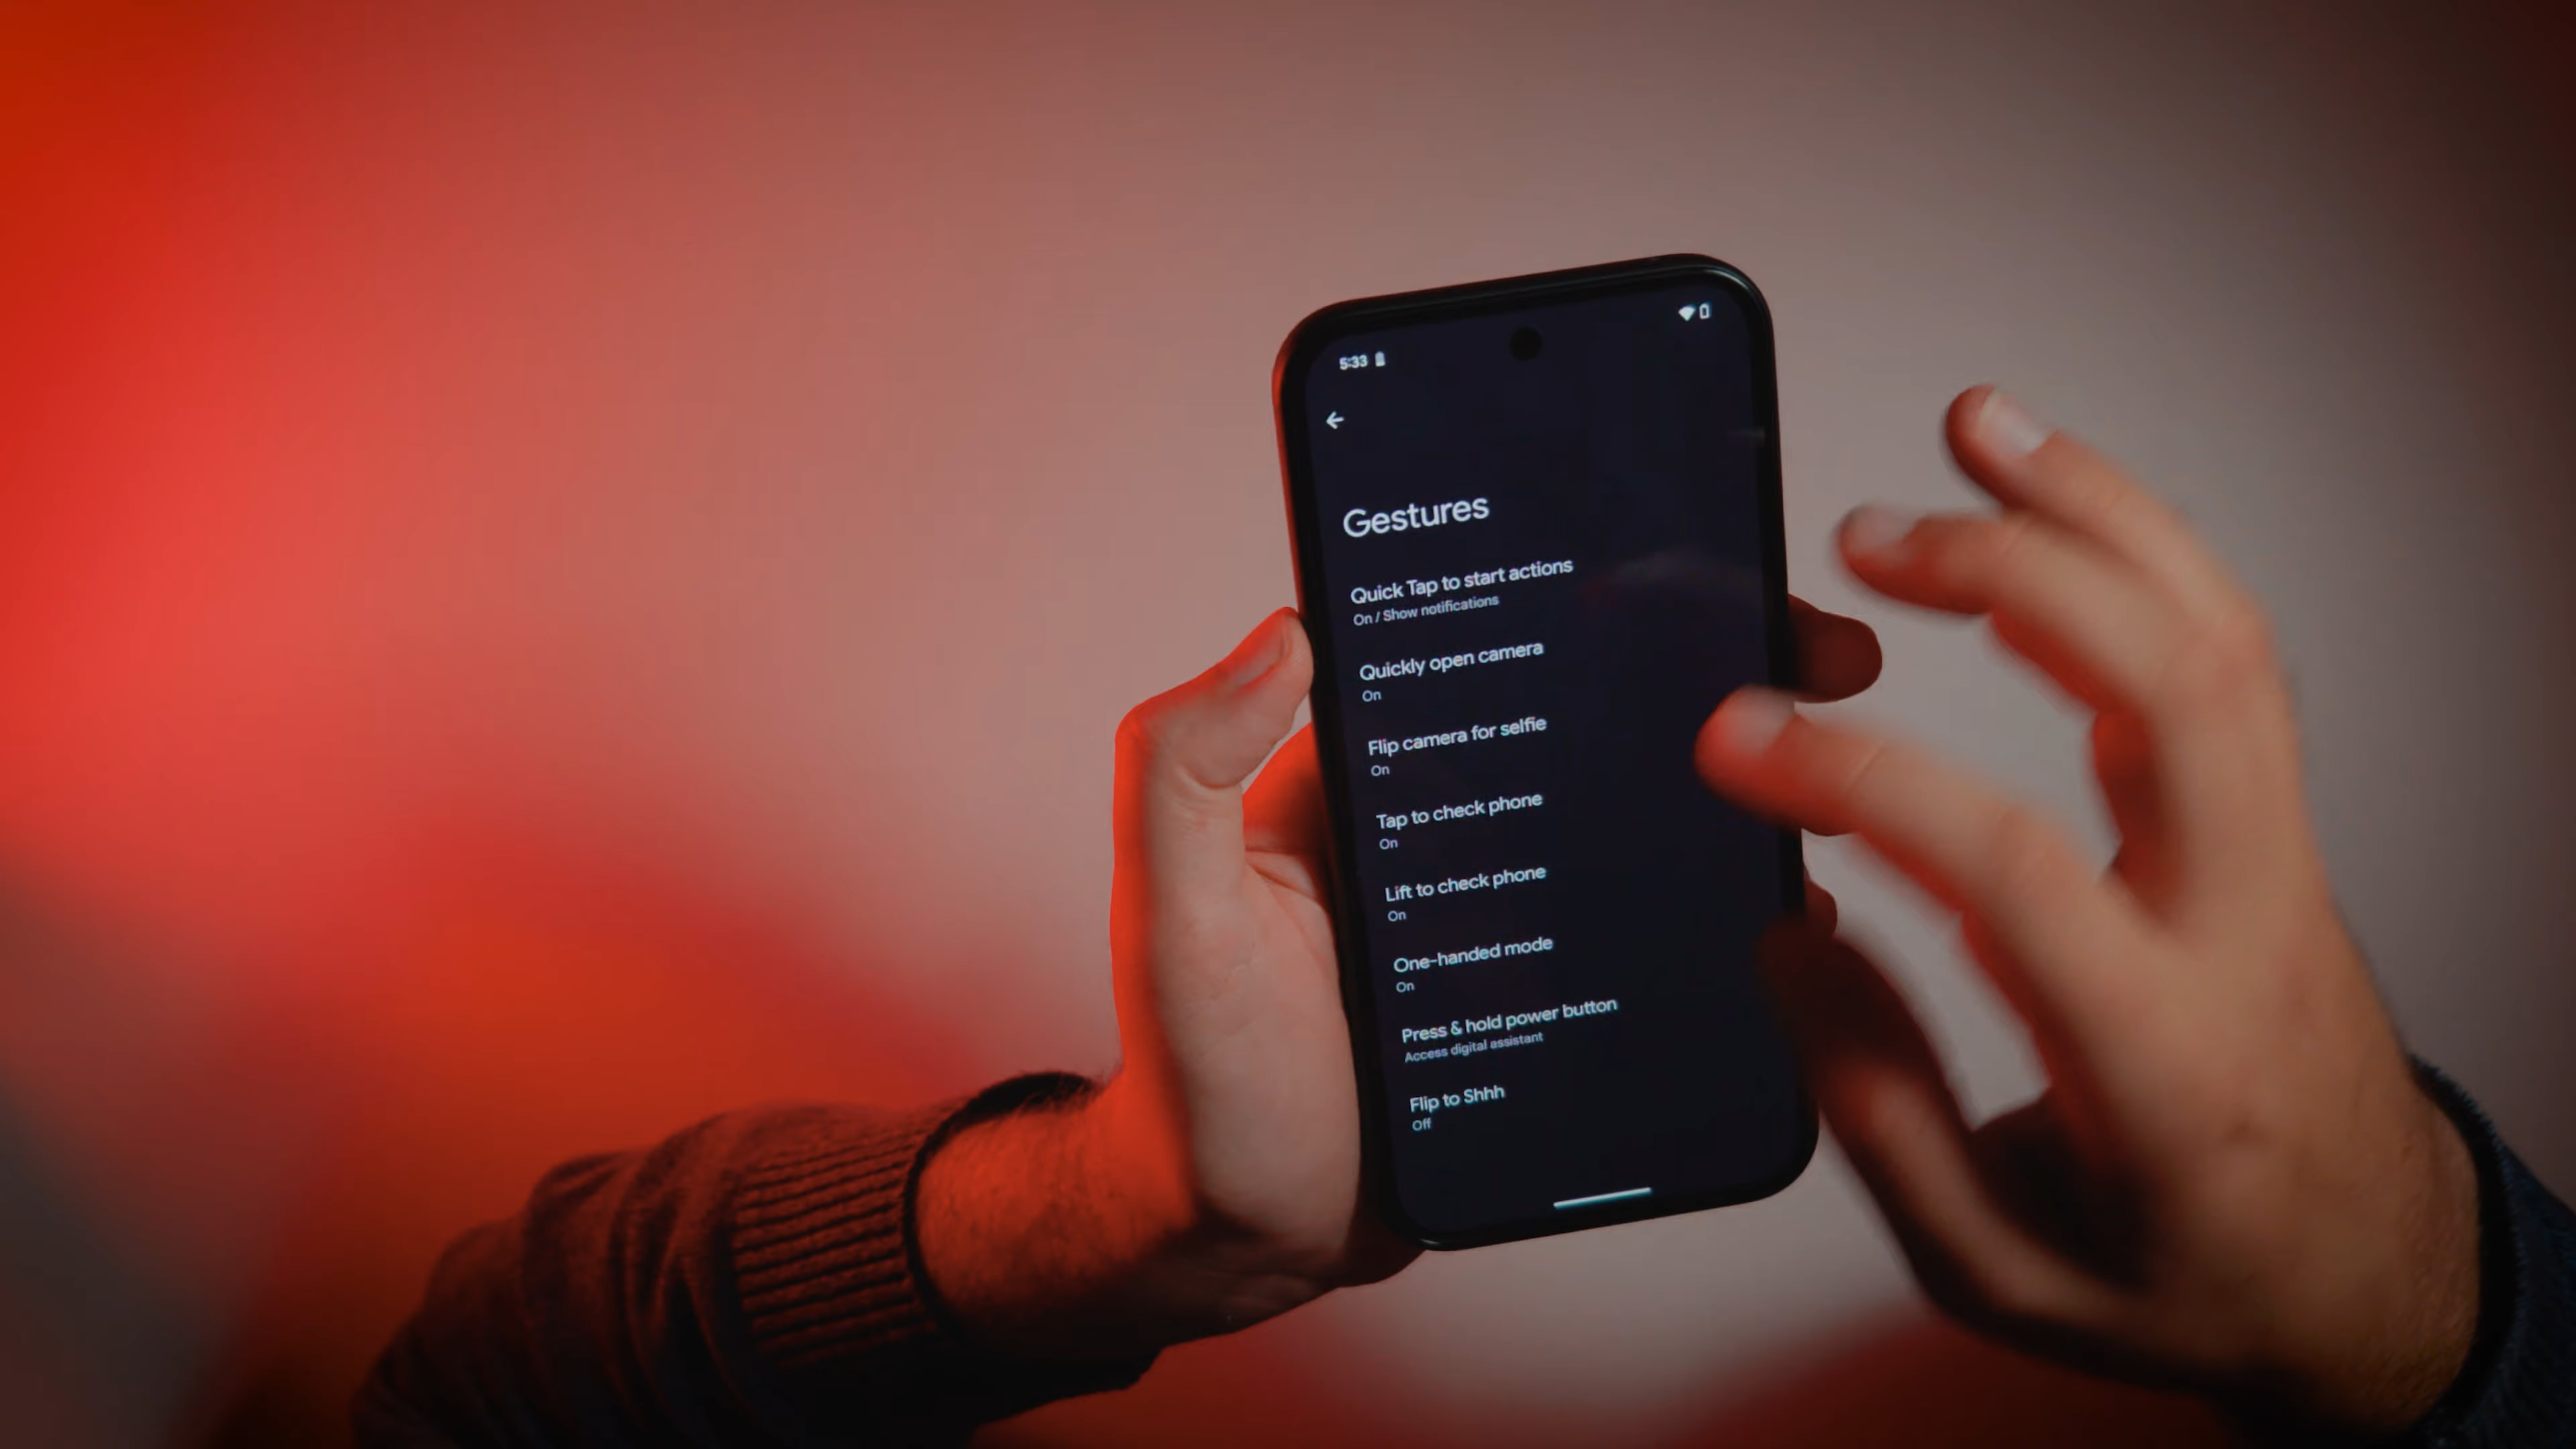 5:33
Gestures
Quick Tap to start actions
On / Show notifications
Quickly open camera
On
Flip camera for selfie
On
Tap to check phone
On
Lift to check phone
On
One-handed mode
On
Press & hold power button
Access digital assistant
Flip to Shhh
Off